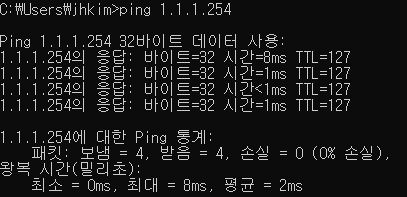 C:\Users\jhkim>ping 1.1.1.254
Ping 1.1.1.254 32바이트 데이터 사용:
1.1.1.254의 응답: 바이트=32 시간=8ms TTL=127
1.1.1.254의 응답: 바이트=32 시간=1ms TTL=127
1.1.1.254의 응답: 바이트=32 시간<1ms TTL=127
1.1.1.254의 응답: 바이트=32 시간=1ms TTL=127
1.1.1.254에 대한 Ping 통계:
패킷: 보냄 = 4, 받음 = 4, 손실 = 0 (0% 손실),
왕복 시간(밀리초):
최소 = 0ms, 최대 = 8ms, 평균 = 2ms